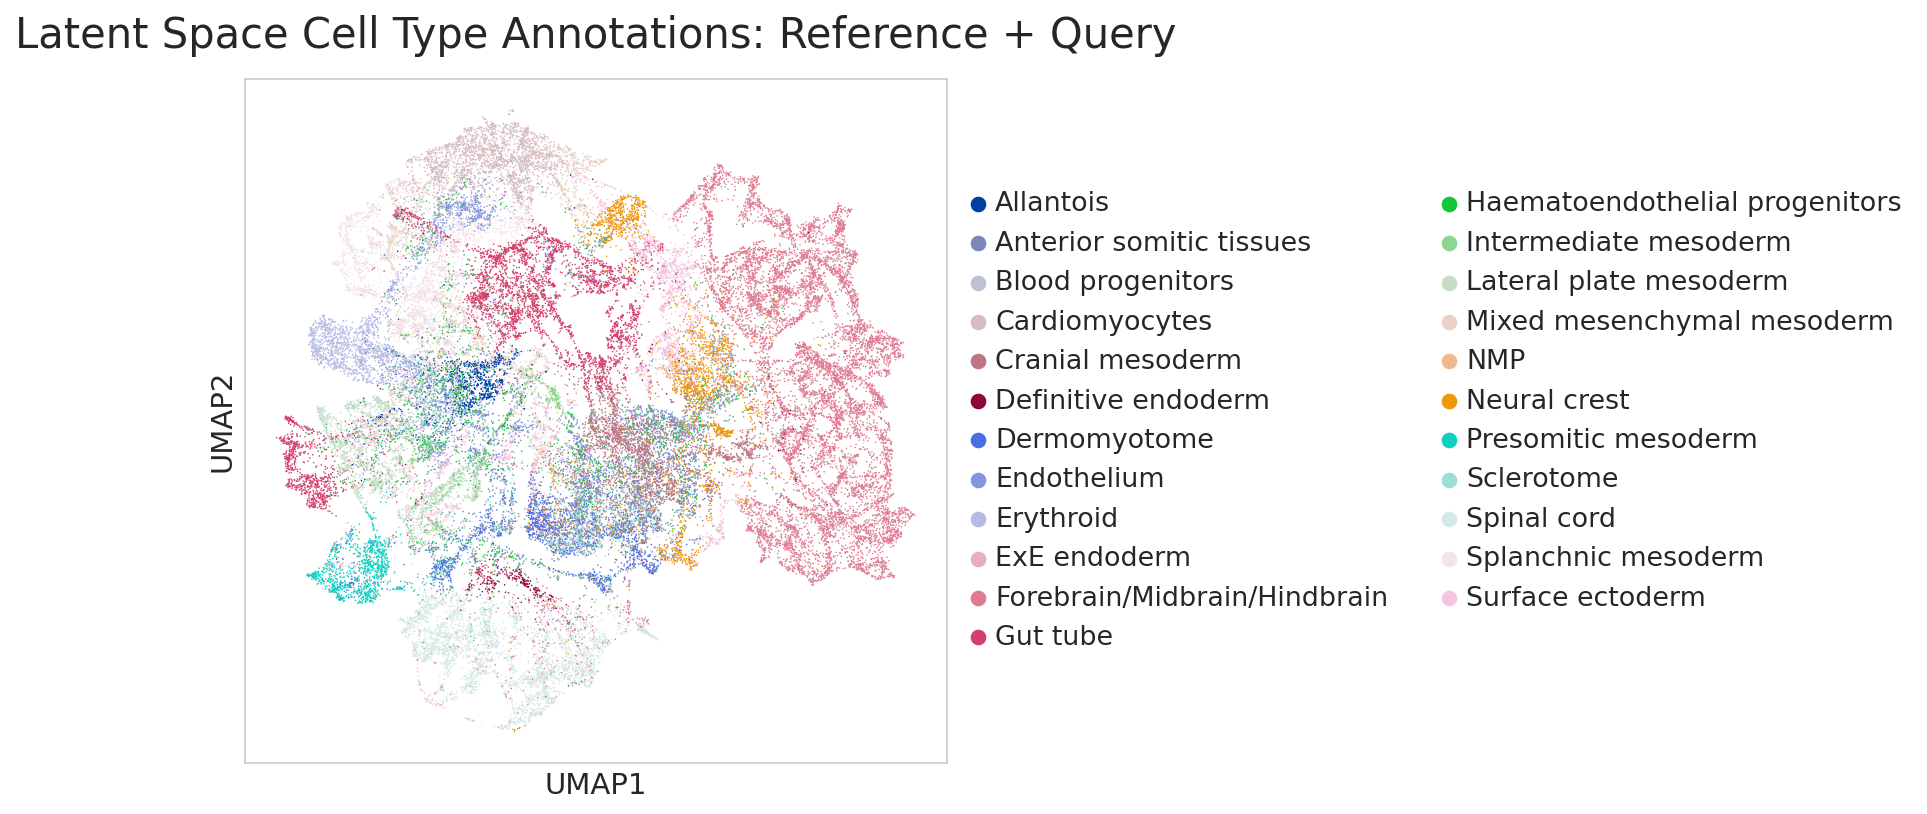 Latent Space Cell Type Annotations: Reference + Query
UMAP2
UMAP1
Allantois
Anterior somitic tissues
Blood progenitors
Cardiomyocytes
Cranial mesoderm
Definitive endoderm
Dermomyotome
Endothelium
Erythroid
ExE endoderm
Forebrain/Midbrain/Hindbrain
Gut tube
Haematoendothelial progenitors
Intermediate mesoderm
Lateral plate mesoderm
Mixed mesenchymal mesoderm
NMP
Neural crest
Presomitic mesoderm
Sclerotome
Spinal cord
Splanchnic mesoderm
Surface ectoderm